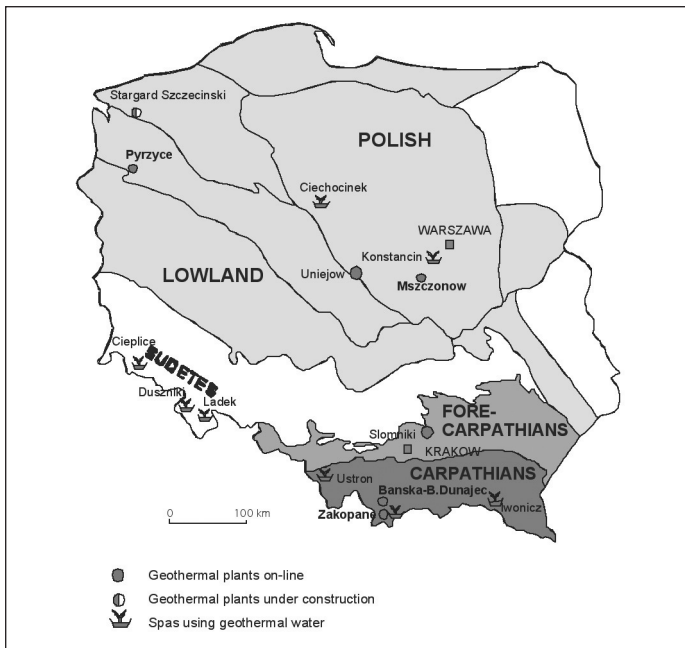 Stargard Szczecinski
Pyrzyce
POLISH
Ciechocinek
WARSZAWA
Konstancin
LOWLAND
Uniejow
Mszczonow
Cieplice
SUDETES
Duszniki
Ladek
FORE-
CARPATHIANS
Slomniki
KRAKOW
CARPATHIANS
Ustron
Banska-B.Dunajec
Iwonicz
Zakopane
0 100 km
Geothermal plants on-line
Geothermal plants under construction
Spas using geothermal water